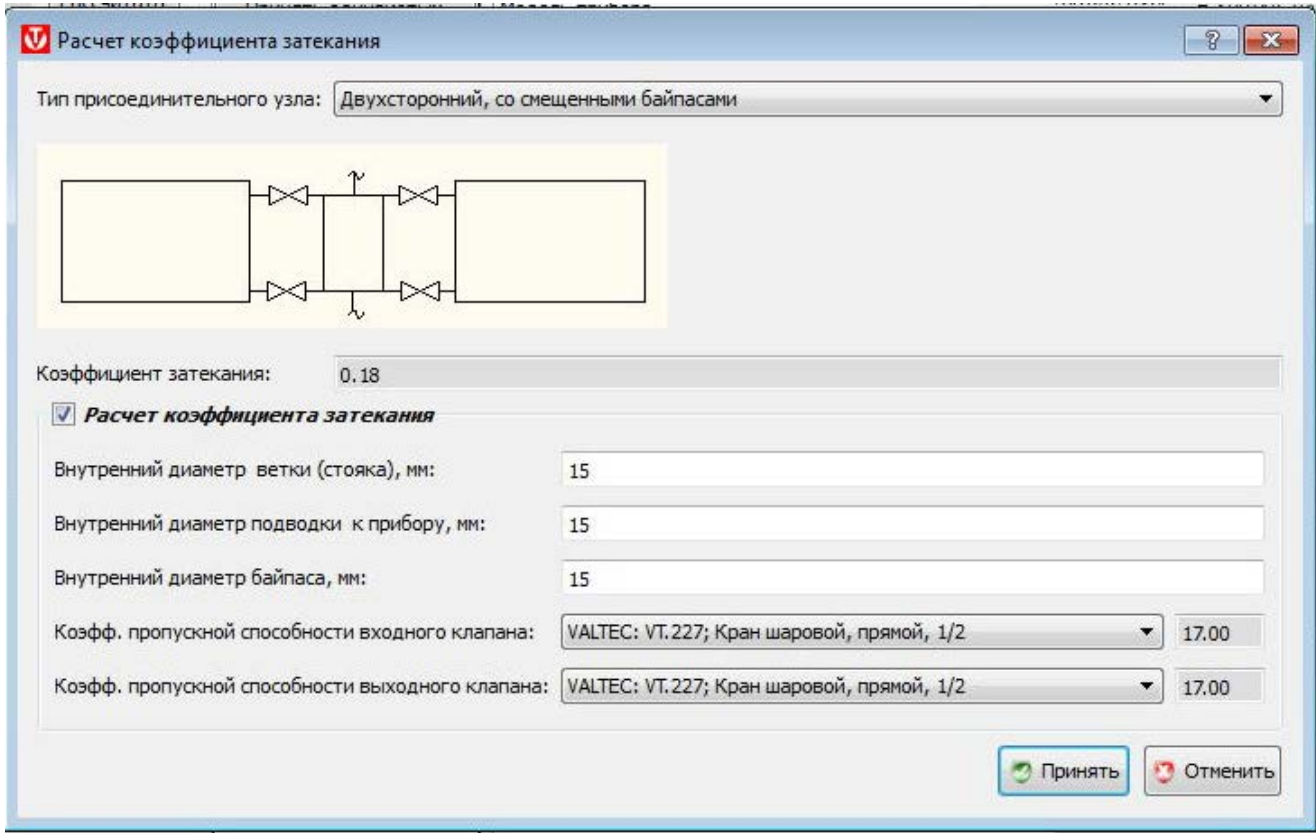 Расчет коэффициента затекания
Тип присоединительного узла: Двухсторонний, со смещенными байпасами
Коэффициент затекания: 0.18
Расчет коэффициента затекания
Внутренний диаметр ветки (стояка), мм: 15
Внутренний диаметр подводки к прибору, мм: 15
Внутренний диаметр байпаса, мм: 15
Коэфф. пропускной способности входного клапана: VALTEC: VT.227; Кран шаровой, прямой, 1/2 17.00
Коэфф. пропускной способности выходного клапана: VALTEC: VT.227; Кран шаровой, прямой, 1/2 17.00
Принять Отменить